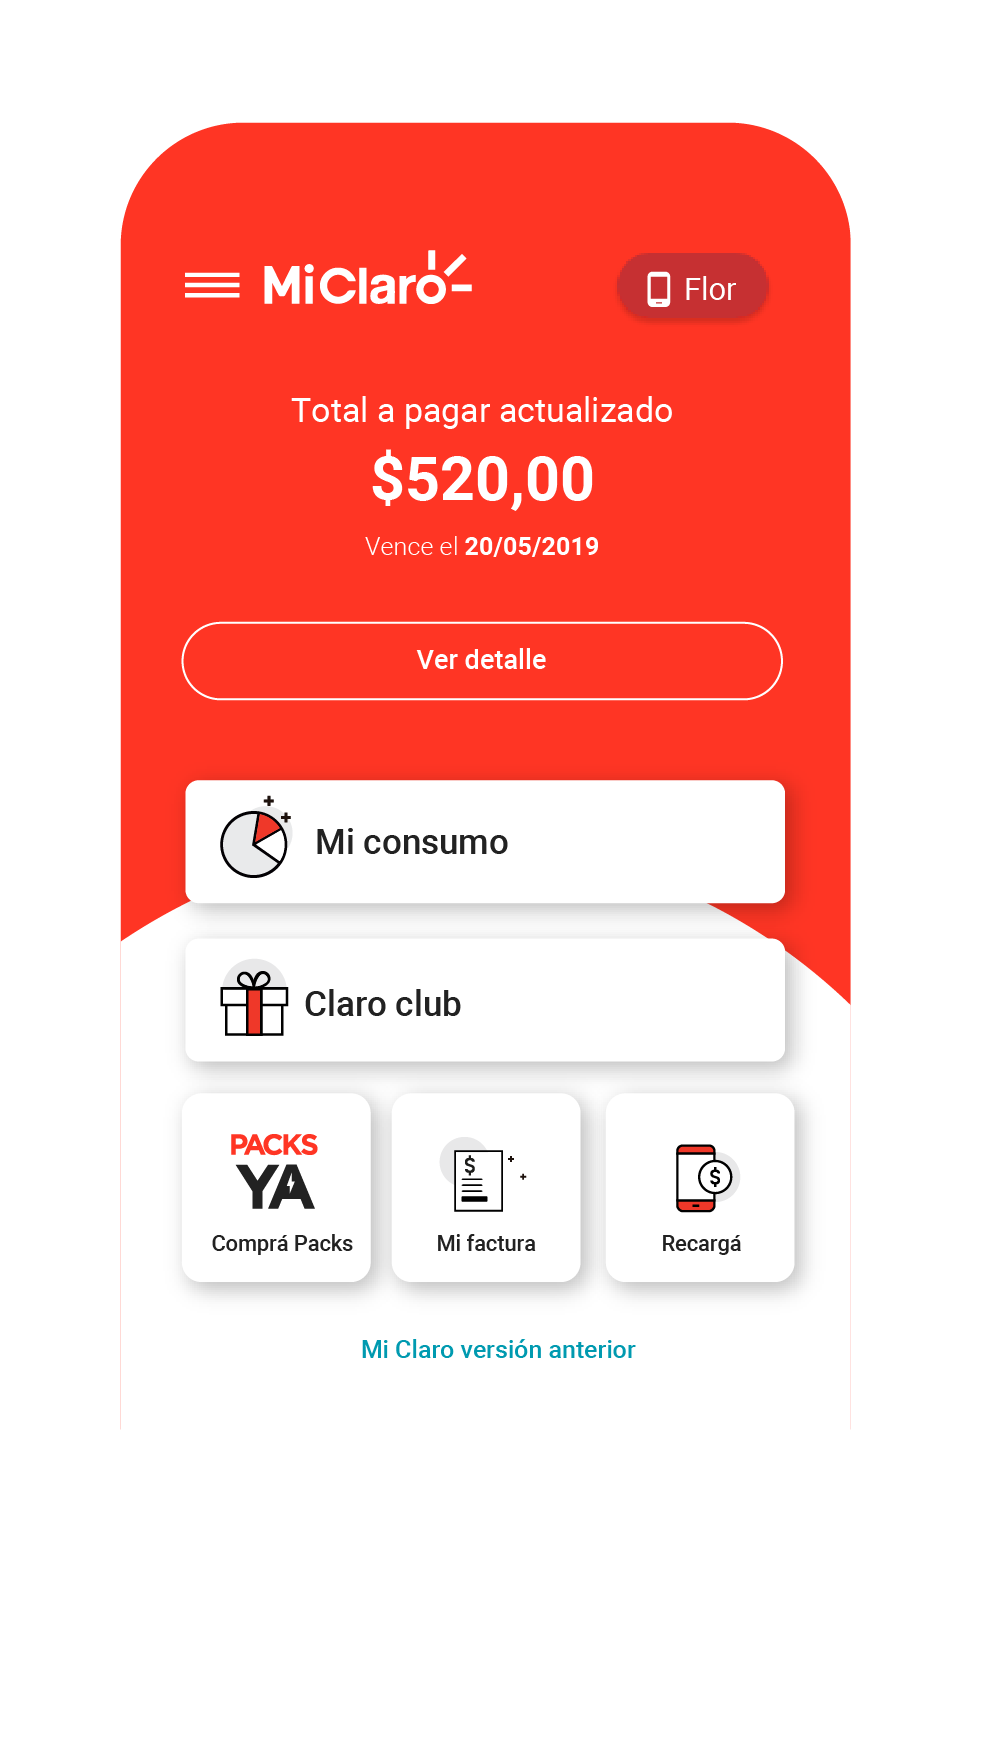 Mi Claro
Flor
Total a pagar actualizado
$520,00
Vence el 20/05/2019
Ver detalle
Mi consumo
Claro club
PACKS
YA
Comprá Packs
$
Mi factura
$
Recargá
Mi Claro versión anterior